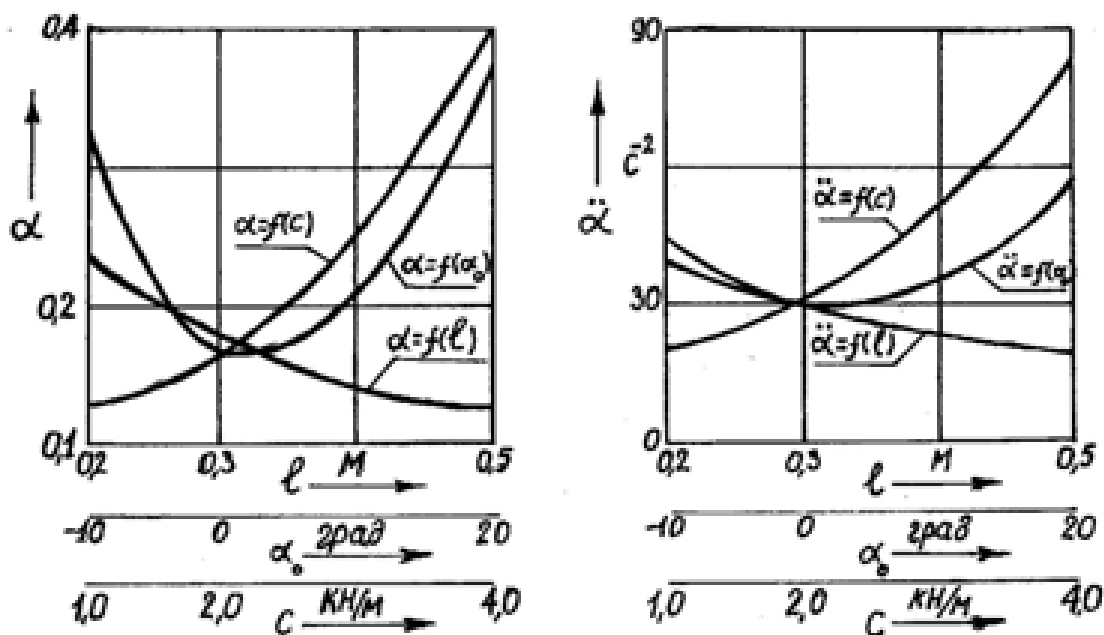 0,4
α
α=f(c)
α=f(α₀)
0,2
α=f(l)
0,1
0,2 0,3 М 0,5
l
-10 0 град 20
α₀
1,0 2,0 КН/м 4,0
C
90
C⁻²
α̈
α̈=f(c)
α̈=f(α₀
30
α̈=f(l)
0
0,2 0,3 М 0,5
l
-10 0 град 20
α₀
1,0 2,0 КН/м 4,0
C